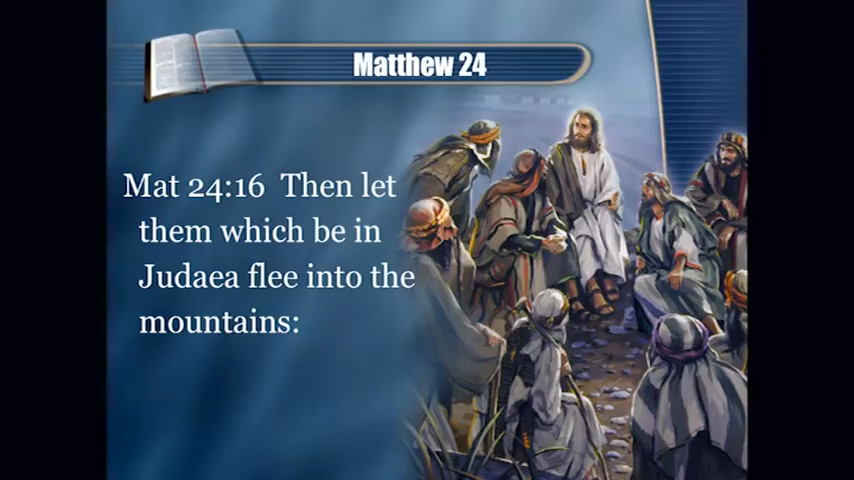 Matthew 24
Mat 24:16 Then let
them which be in
Judaea flee into the
mountains: